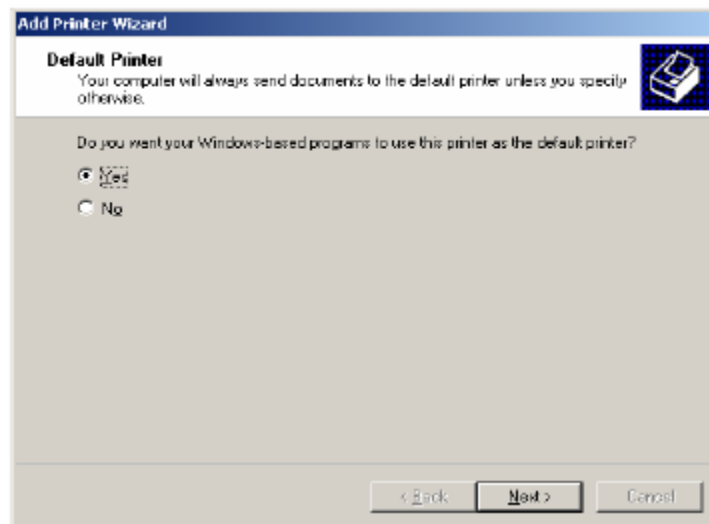 Add Printer Wizard
Default Printer
Your computer will always send documents to the default printer unless you specify
otherwise.
Do you want your Windows-based programs to use this printer as the default printer?
Yes
No
< Back
Next >
Cancel